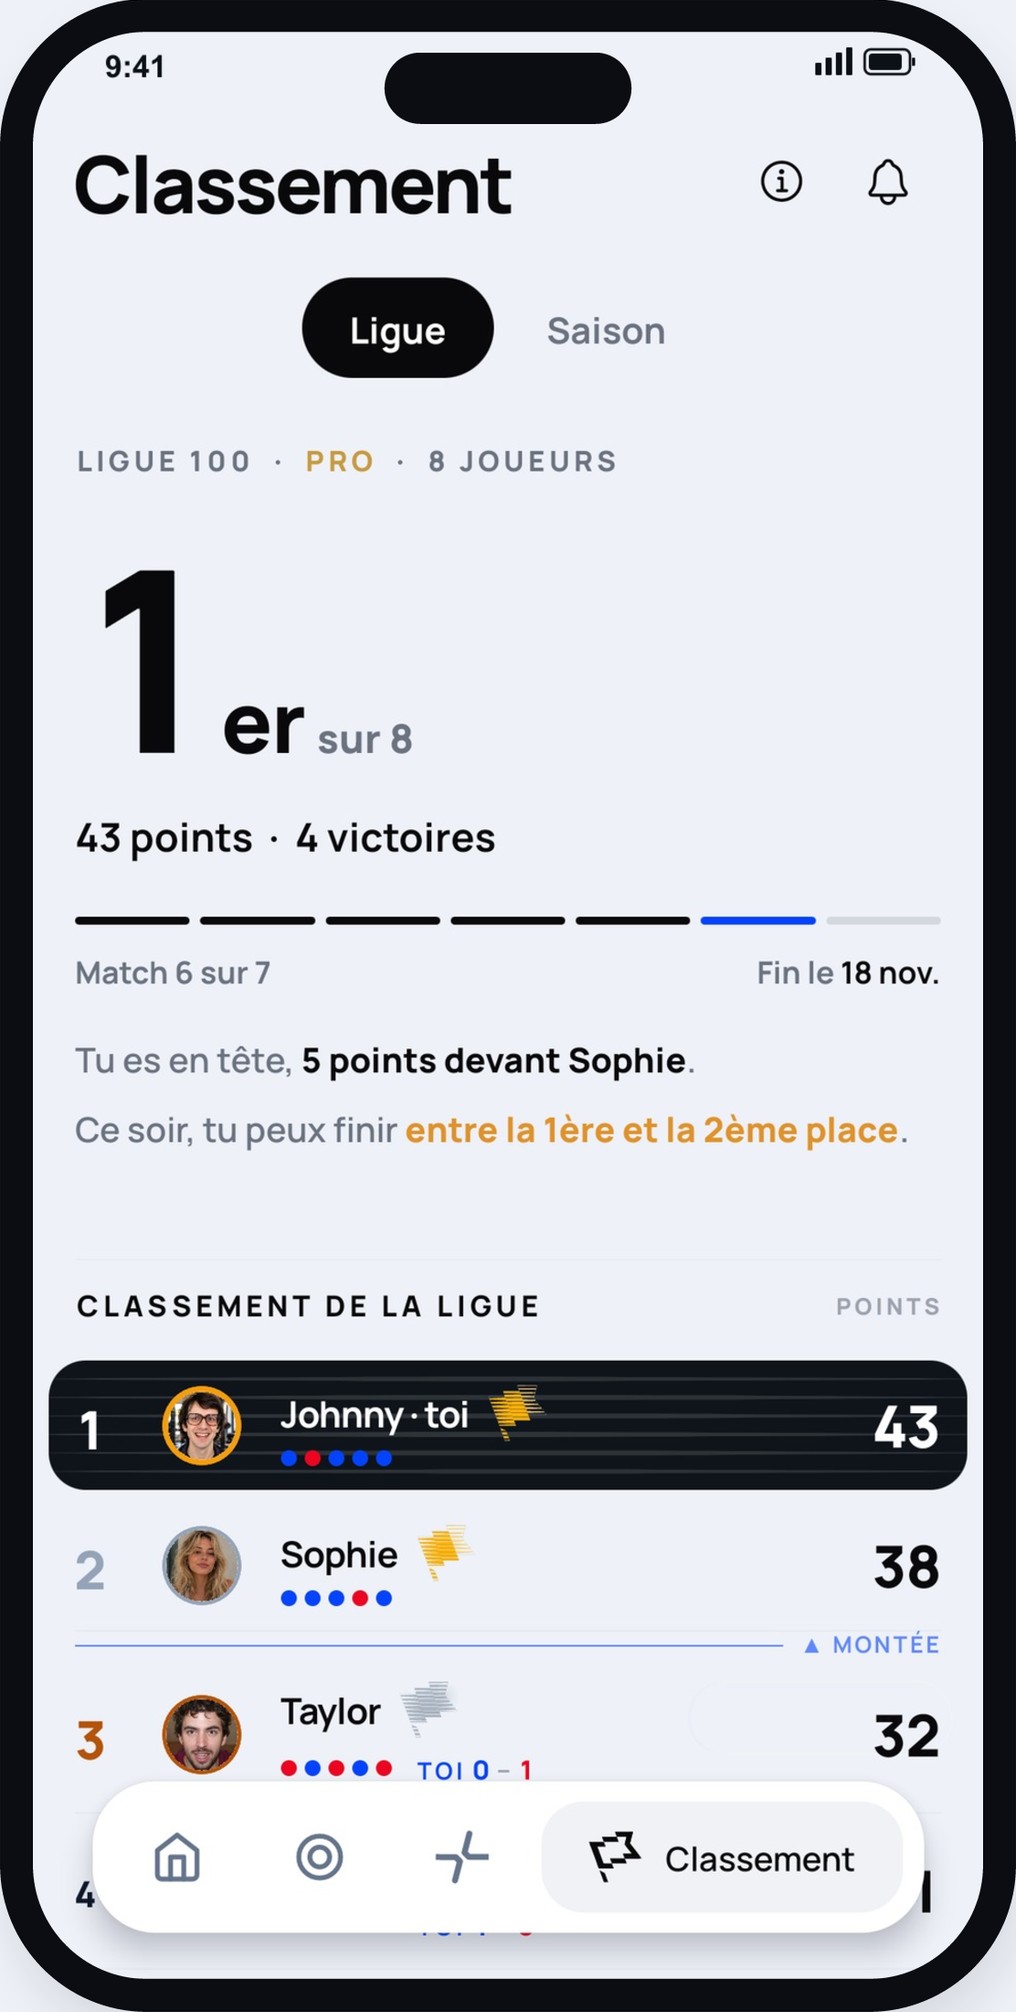 9:41
Classement
Ligue Saison
LIGUE 100 · PRO · 8 JOUEURS
1er sur 8
43 points · 4 victoires
Match 6 sur 7 Fin le 18 nov.
Tu es en tête, 5 points devant Sophie.
Ce soir, tu peux finir entre la 1ère et la 2ème place.
CLASSEMENT DE LA LIGUE POINTS
1 Johnny · toi 43
2 Sophie 38
▲ MONTÉE
3 Taylor 32
TOI 0 – 1
4
Classement